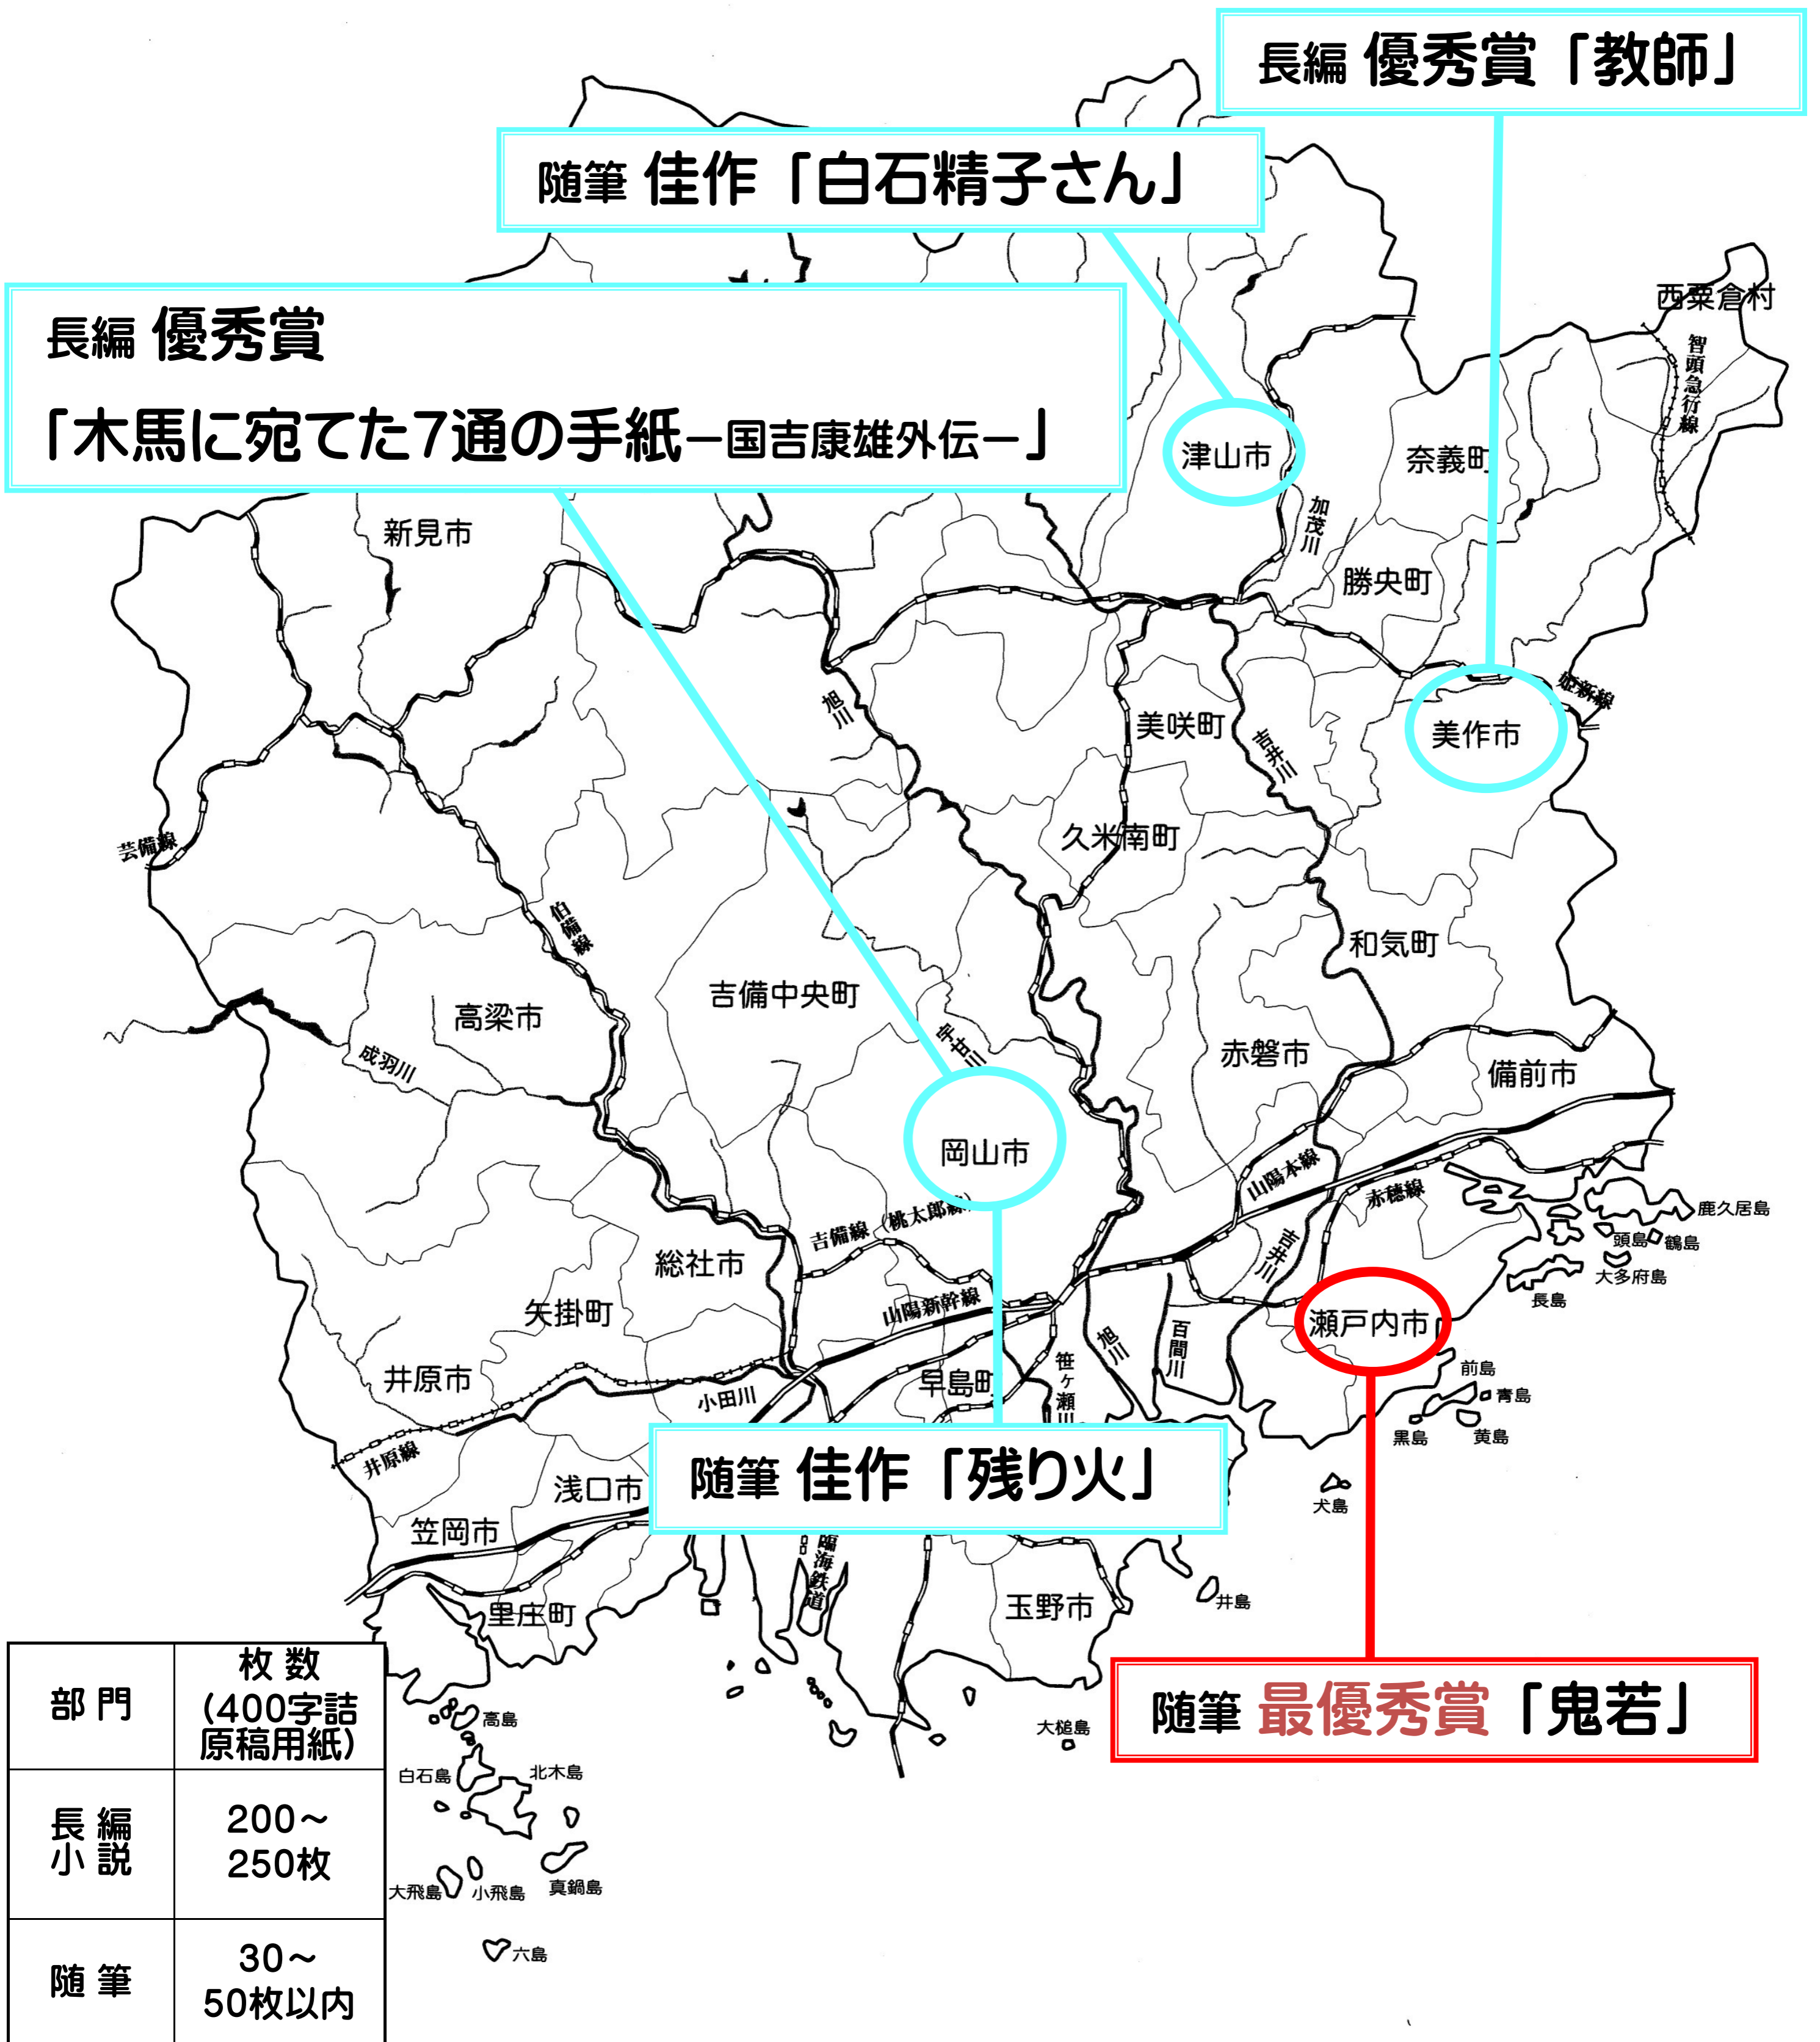 長編 優秀賞「教師」
随筆 佳作「白石精子さん」
長編 優秀賞
「木馬に宛てた7通の手紙－国吉康雄外伝－」
西粟倉村
智頭急行線
津山市
奈義町
加茂川
新見市
勝央町
姫新線
旭川
美咲町
吉井川
美作市
芸備線
久米南町
伯備線
和気町
吉備中央町
高梁市
宇甘川
成羽川
赤磐市
備前市
岡山市
山陽本線
赤穂線
鹿久居島
頭島
鶴島
大多府島
長島
吉備線（桃太郎線）
吉井川
総社市
矢掛町
山陽新幹線
瀬戸内市
旭川
百間川
井原市
小田川
早島町
笹ヶ瀬川
前島
青島
黒島
黄島
井原線
浅口市
随筆 佳作「残り火」
犬島
笠岡市
臨海鉄道
里庄町
玉野市
井島
随筆 最優秀賞「鬼若」
大槌島
高島
白石島
北木島
大飛島
小飛島
真鍋島
六島
部門
枚数
(400字詰
原稿用紙)
長編
小説
200～
250枚
随筆
30～
50枚以内